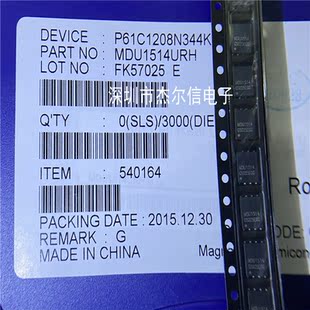 DEVICE : P61C1208N344K
PART NO : MDU1514URH
LOT NO : FK57025 E
深圳市杰尔信电子
Q'TY : 0(SLS)/3000(DIE
ITEM : 540164
Ro
PACKING DATE : 2015.12.30
REMARK : G
MADE IN CHINA